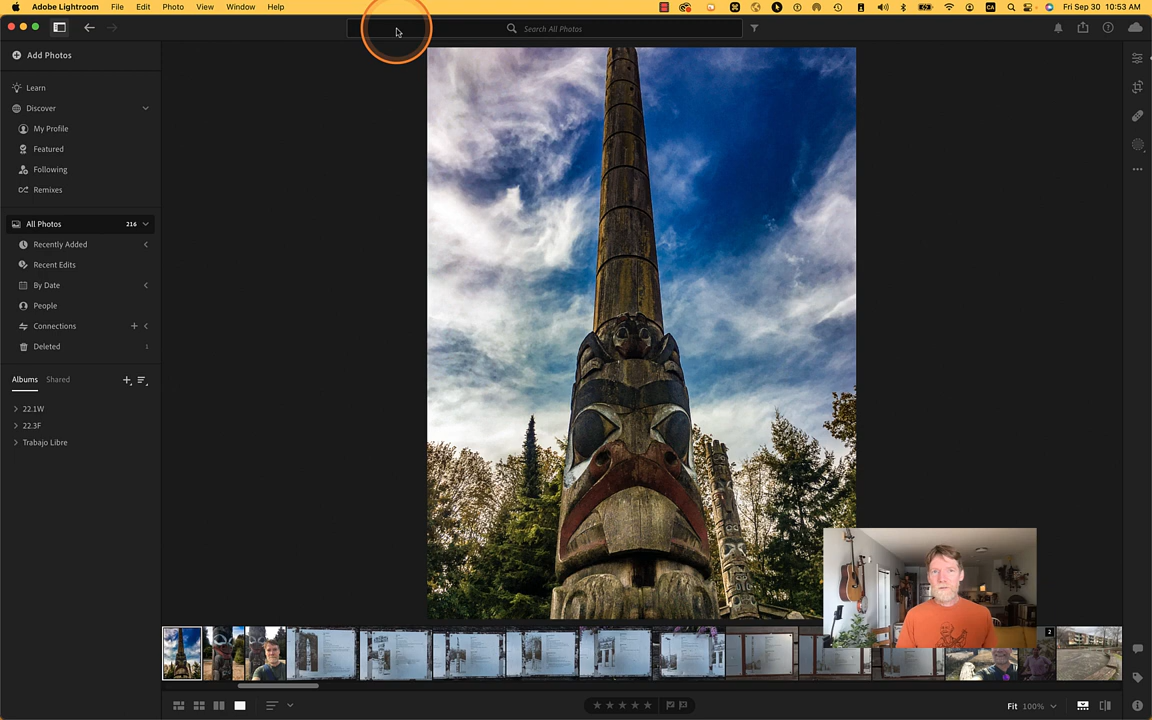 Adobe Lightroom File Edit Photo View Window Help CA Fri Sep 30 10:53 AM
Search All Photos
Add Photos
Learn
Discover
My Profile
Featured
Following
Remixes
All Photos 216
Recently Added
Recent Edits
By Date
People
Connections
Deleted 1
Albums Shared
22.1W
22.3F
Trabajo Libre
2
Fit 100%